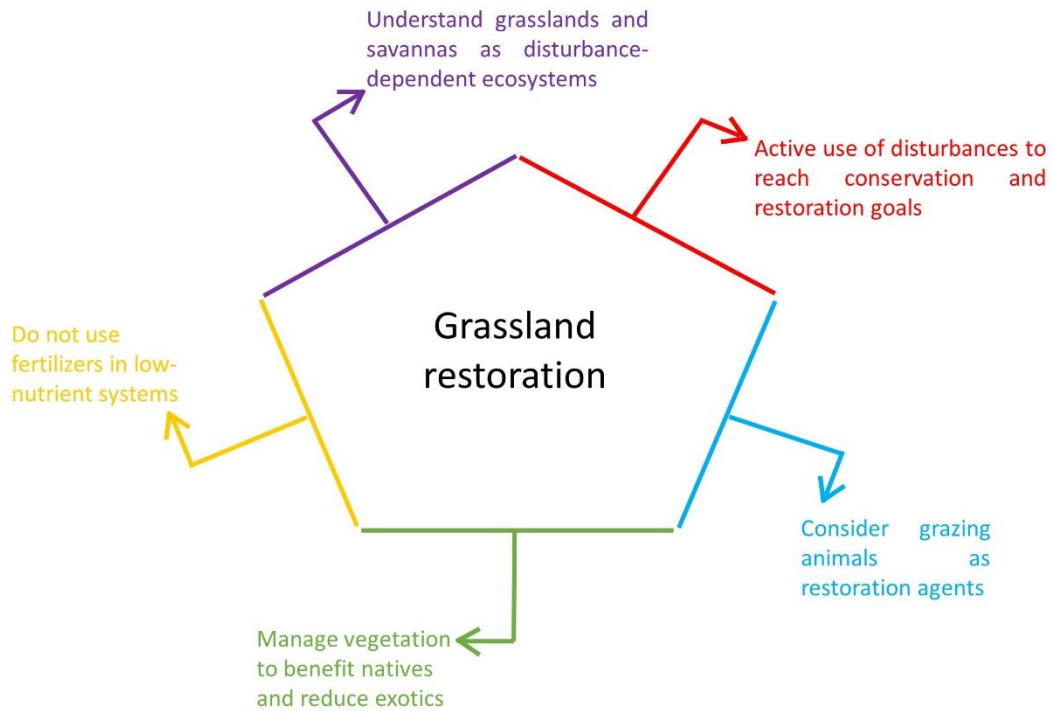 Understand grasslands and
savannas as disturbance-
dependent ecosystems
Active use of disturbances to
reach conservation and
restoration goals
Do not use
fertilizers in low-
nutrient systems
Grassland
restoration
Consider grazing
animals as
restoration agents
Manage vegetation
to benefit natives
and reduce exotics